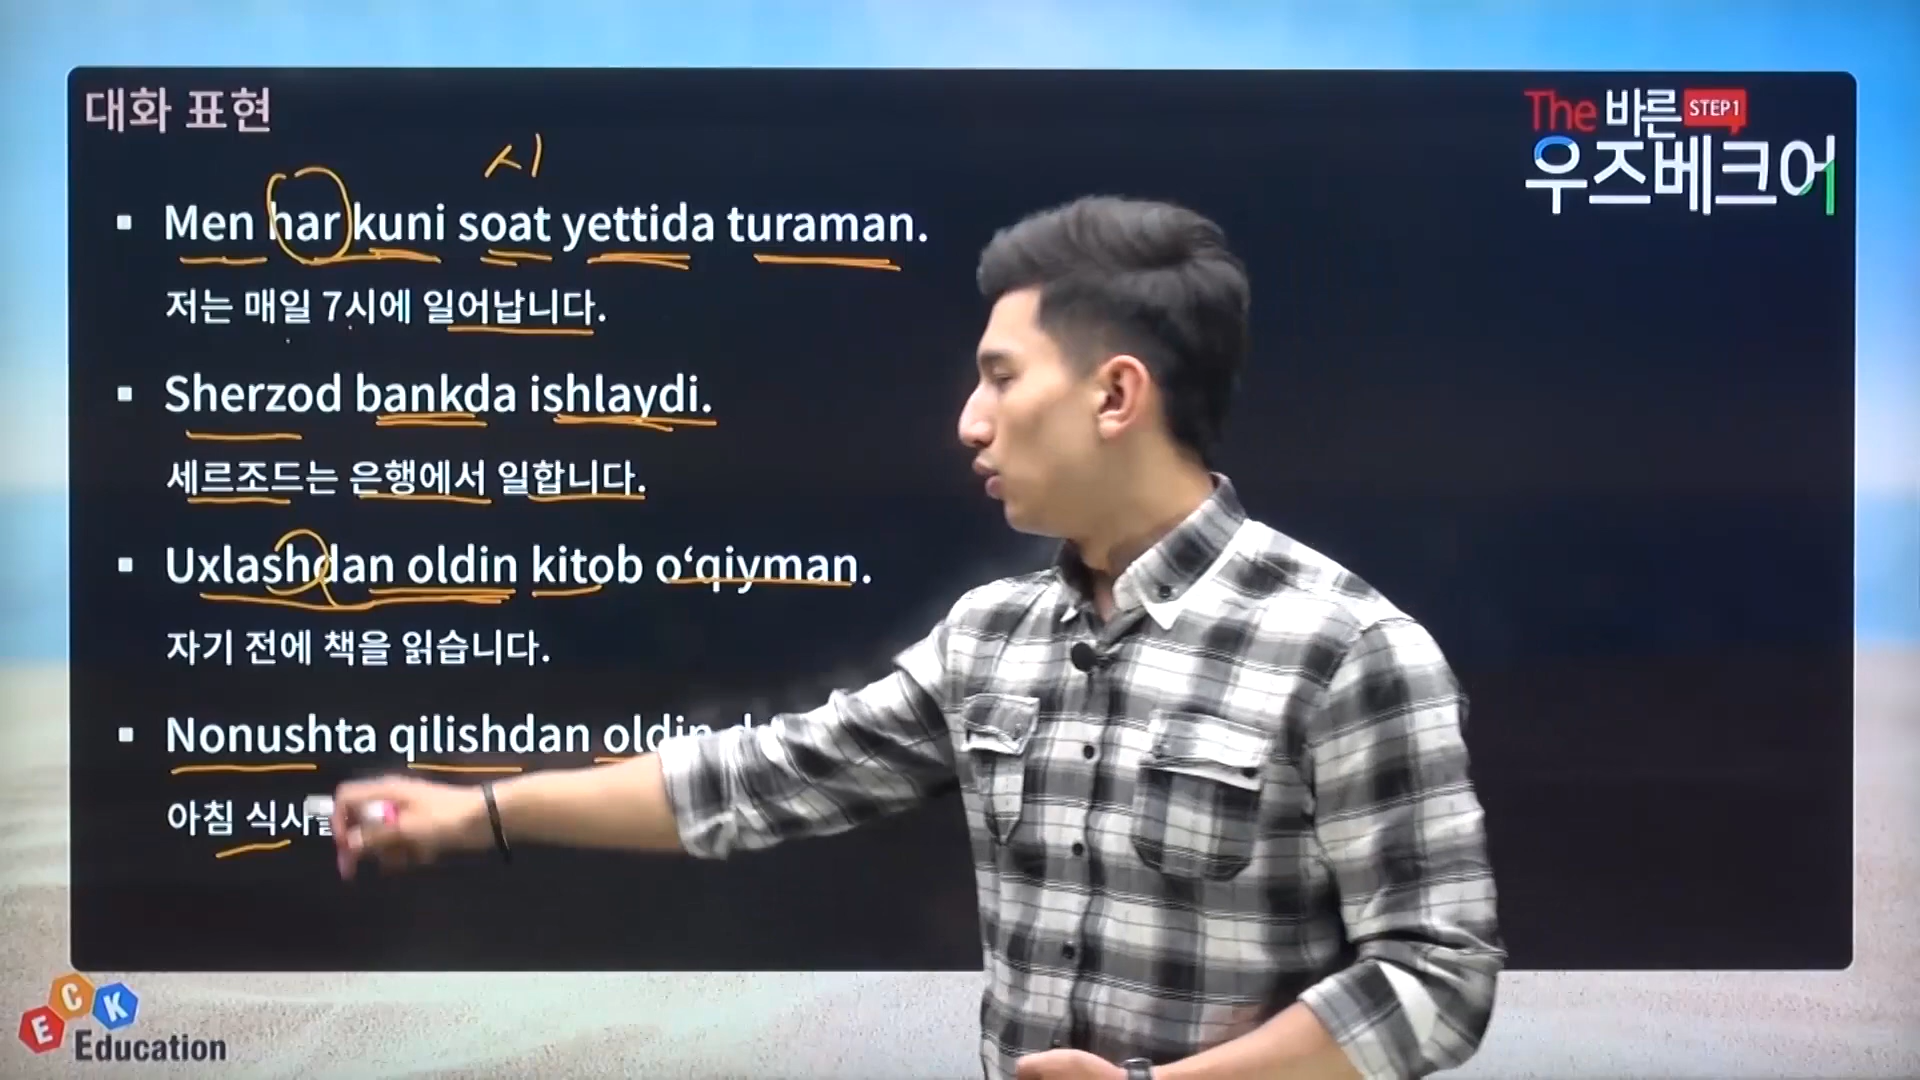 대화 표현
The 바른 STEP1
우즈베크어
시
▪ Men har kuni soat yettida turaman.
저는 매일 7시에 일어납니다.
▪ Sherzod bankda ishlaydi.
세르조드는 은행에서 일합니다.
▪ Uxlashdan oldin kitob o‘qiyman.
자기 전에 책을 읽습니다.
▪ Nonushta qilishdan oldin
아침 식사를
ECK
Education